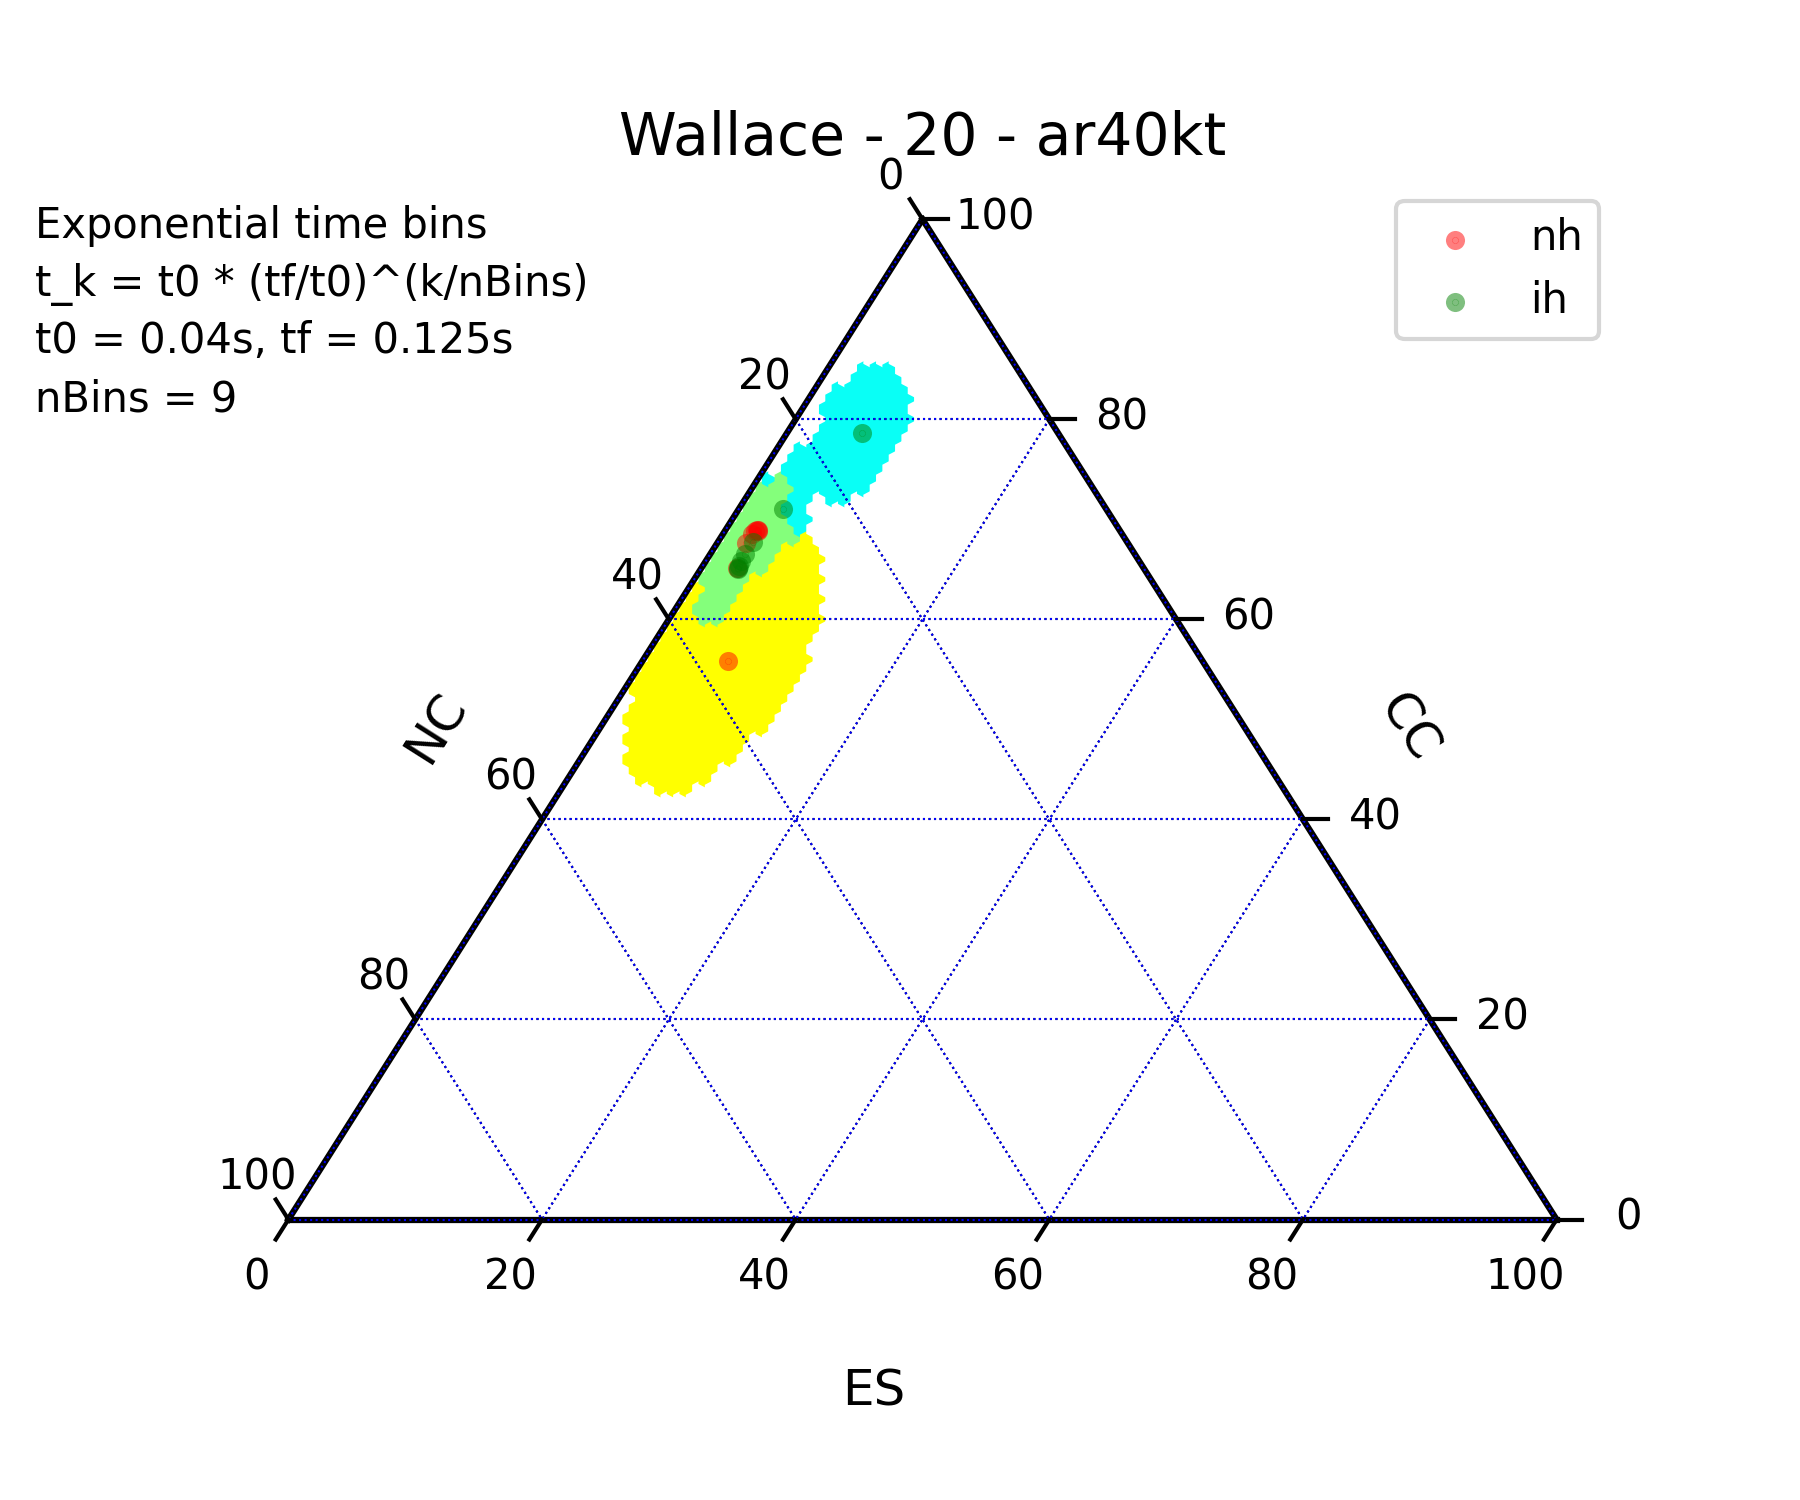 Wallace - 20 - ar40kt
Exponential time bins
t_k = t0 * (tf/t0)^(k/nBins)
t0 = 0.04s, tf = 0.125s
nBins = 9
nh
ih
0
100
20
80
40
60
NC
CC
60
40
80
20
100
0
0
20
40
60
80
100
ES